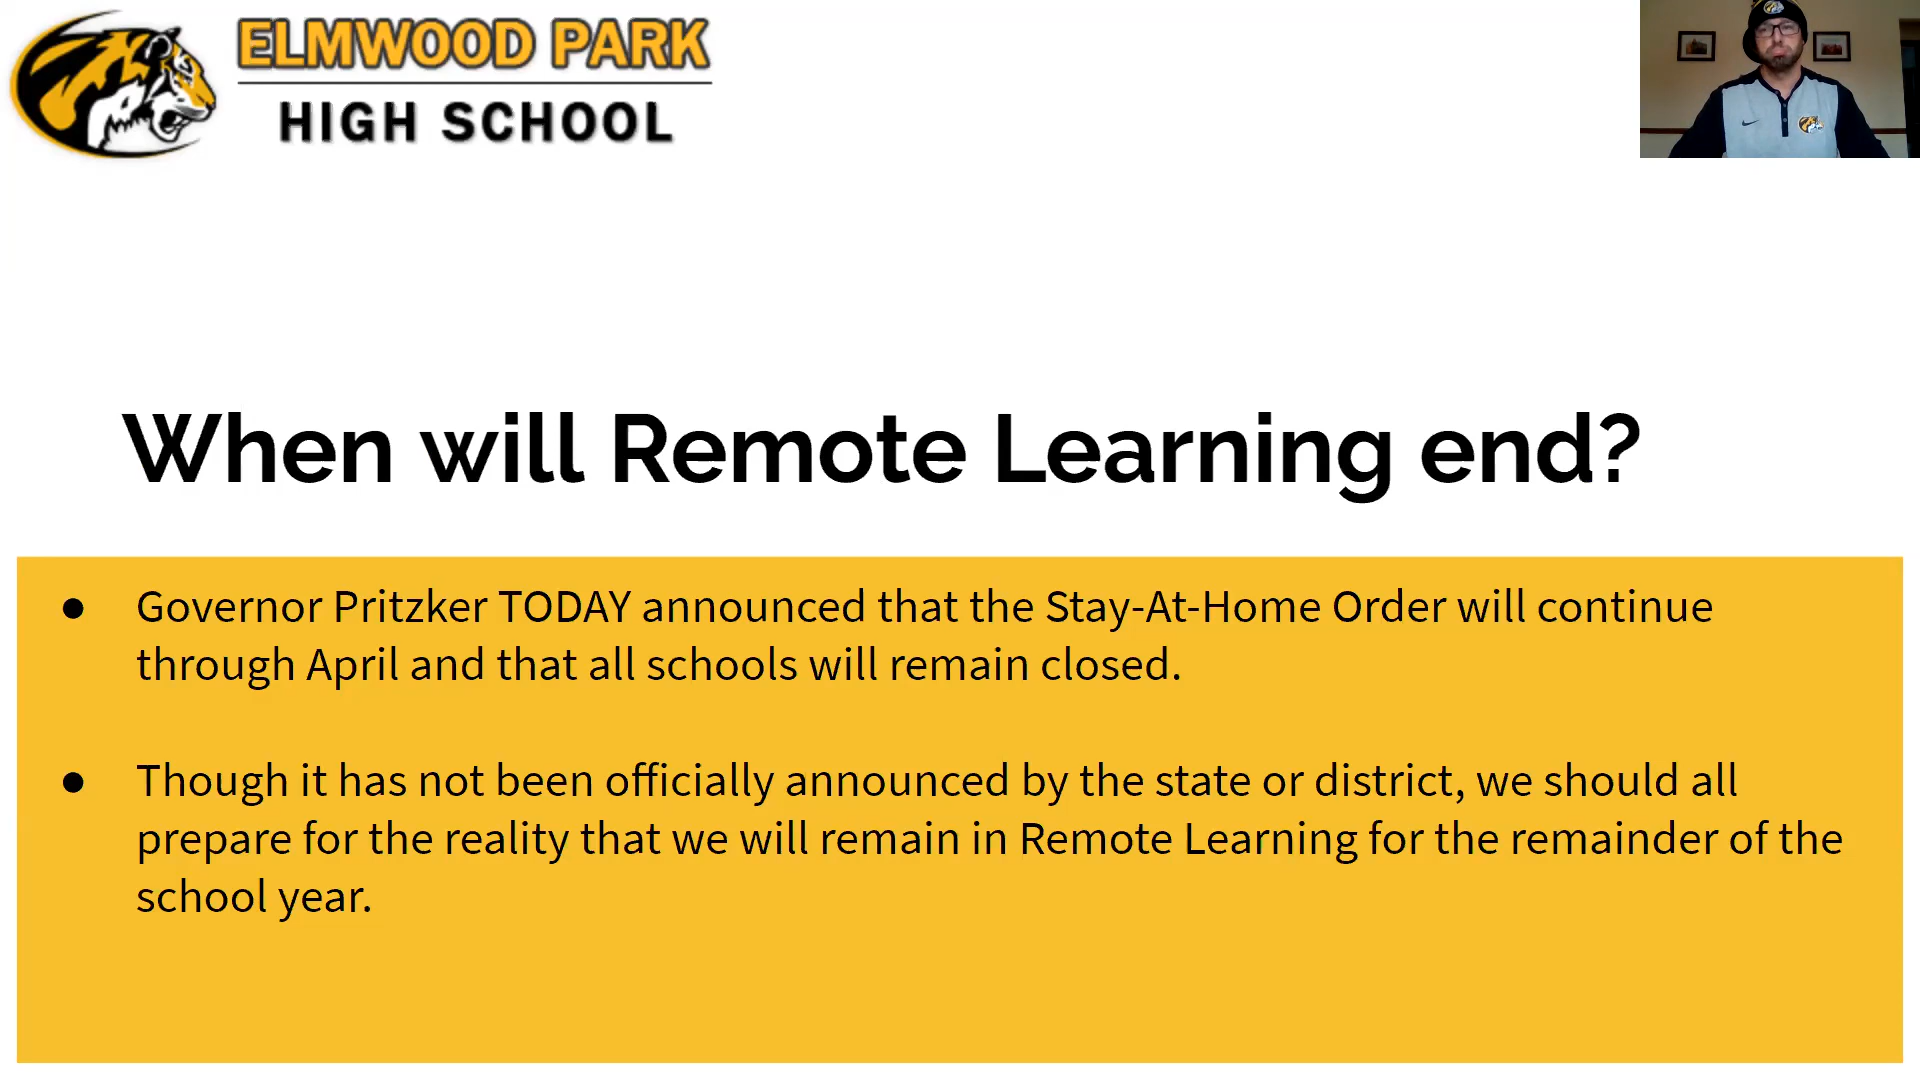 ELMWOOD PARK
HIGH SCHOOL
When will Remote Learning end?
● Governor Pritzker TODAY announced that the Stay-At-Home Order will continue
through April and that all schools will remain closed.
● Though it has not been officially announced by the state or district, we should all
prepare for the reality that we will remain in Remote Learning for the remainder of the
school year.